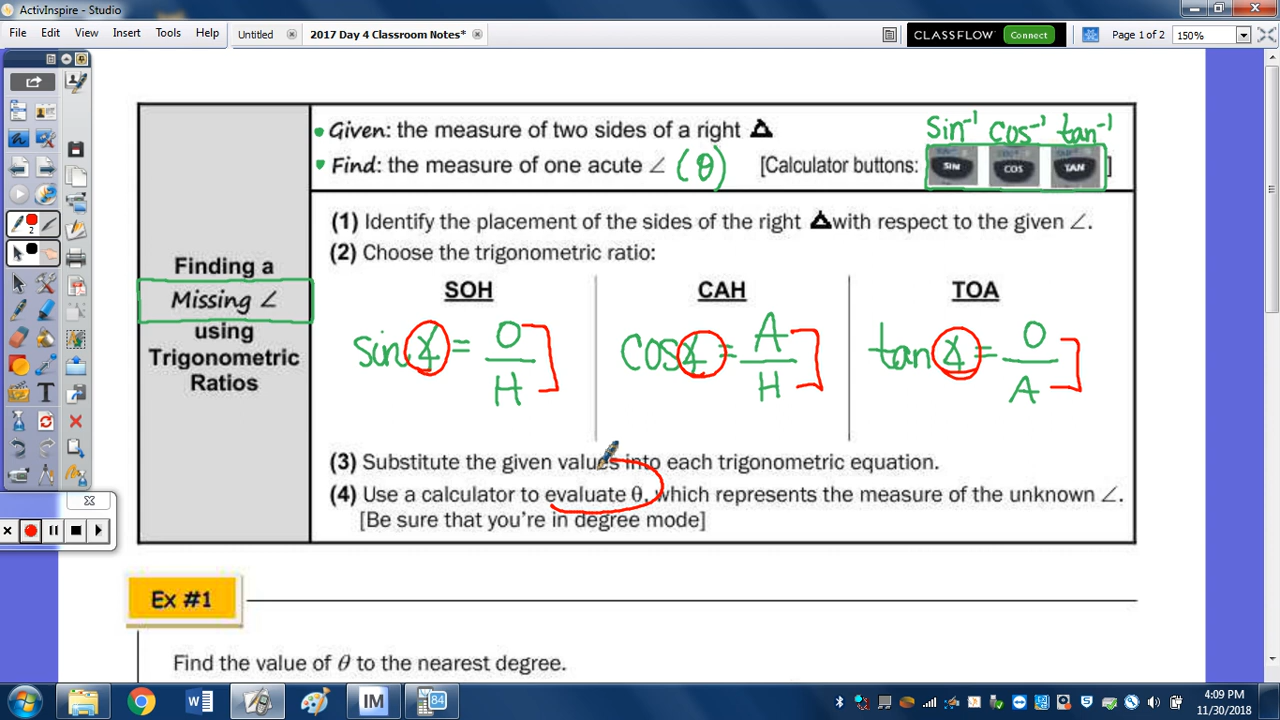 ActivInspire - Studio
File Edit View Insert Tools Help
Untitled
2017 Day 4 Classroom Notes*
CLASSFLOW Connect
Page 1 of 2
150%
Finding a
Missing ∠
using
Trigonometric
Ratios
• Given: the measure of two sides of a right △
sin⁻¹ cos⁻¹ tan⁻¹
• Find: the measure of one acute ∠ (θ) [Calculator buttons: SIN COS TAN ]
(1) Identify the placement of the sides of the right △ with respect to the given ∠.
(2) Choose the trigonometric ratio:
SOH CAH TOA
sin∡ = O/H cos∡ = A/H tan∡ = O/A
(3) Substitute the given values into each trigonometric equation.
(4) Use a calculator to evaluate θ, which represents the measure of the unknown ∠.
[Be sure that you're in degree mode]
Ex #1
Find the value of θ to the nearest degree.
2
IM
84
4:09 PM
11/30/2018